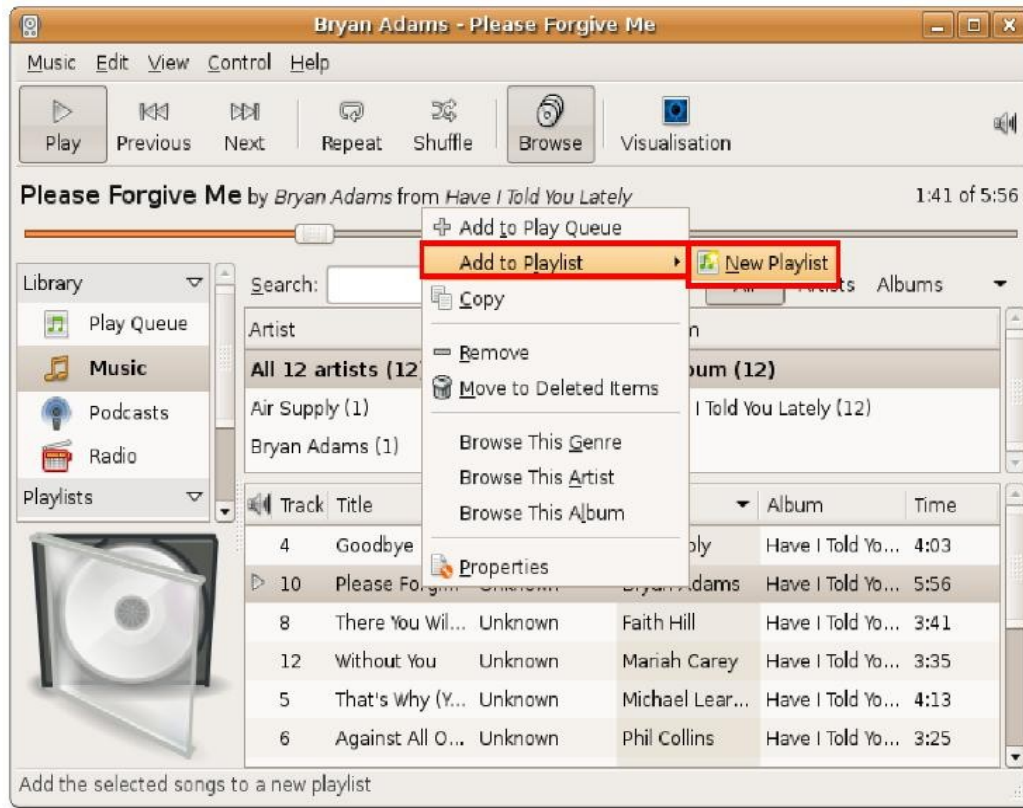 Bryan Adams - Please Forgive Me
Music Edit View Control Help
Play Previous Next Repeat Shuffle Browse Visualisation
Please Forgive Me by Bryan Adams from Have I Told You Lately 1:41 of 5:56
Add to Play Queue
Add to Playlist New Playlist
Copy
Remove
Move to Deleted Items
Browse This Genre
Browse This Artist
Browse This Album
Properties
Library
Play Queue
Music
Podcasts
Radio
Playlists
Search: Artists Albums
Artist
All 12 artists (12 (12)
Air Supply (1) I Told You Lately (12)
Bryan Adams (1)
Track Title Album Time
4 Goodbye Have I Told Yo... 4:03
10 Please Adams Have I Told Yo... 5:56
8 There You Wil... Unknown Faith Hill Have I Told Yo... 3:41
12 Without You Unknown Mariah Carey Have I Told Yo... 3:35
5 That's Why (Y... Unknown Michael Lear... Have I Told Yo... 4:13
6 Against All O... Unknown Phil Collins Have I Told Yo... 3:25
Add the selected songs to a new playlist